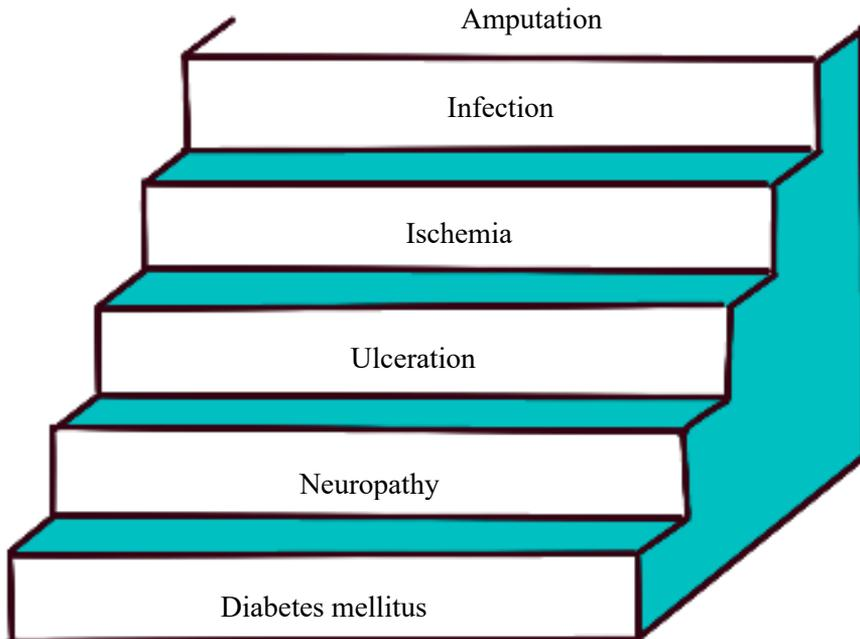 Amputation
Infection
Ischemia
Ulceration
Neuropathy
Diabetes mellitus